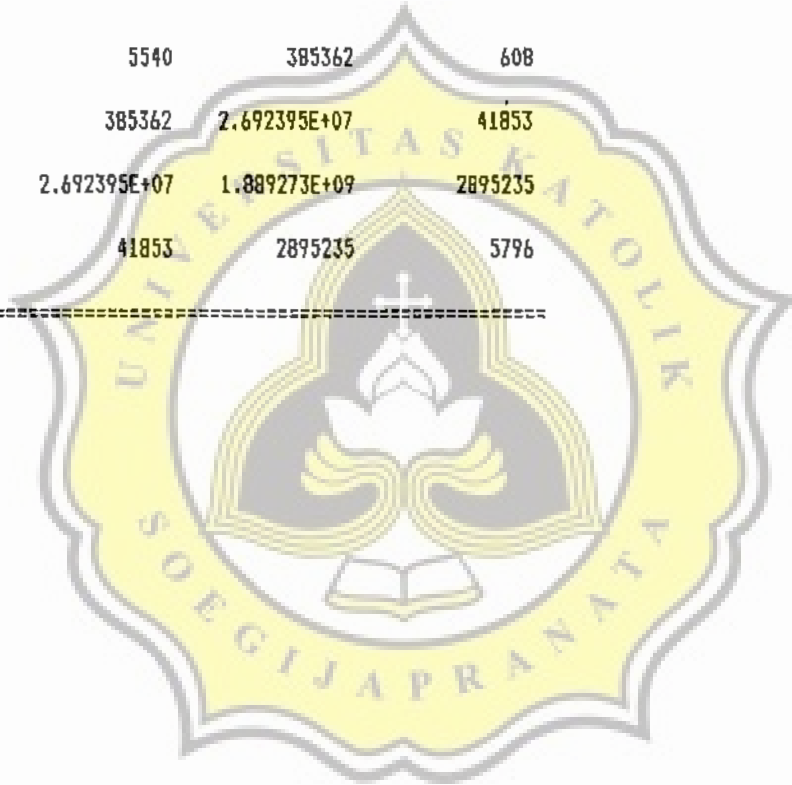 5540 385362 608
385362 2.692395E+07 41853
2.692395E+07 1.889273E+09 2895235
41853 2895235 5796
==============================================
UNIVERSITAS KATOLIK
SOEGIJAPRANATA